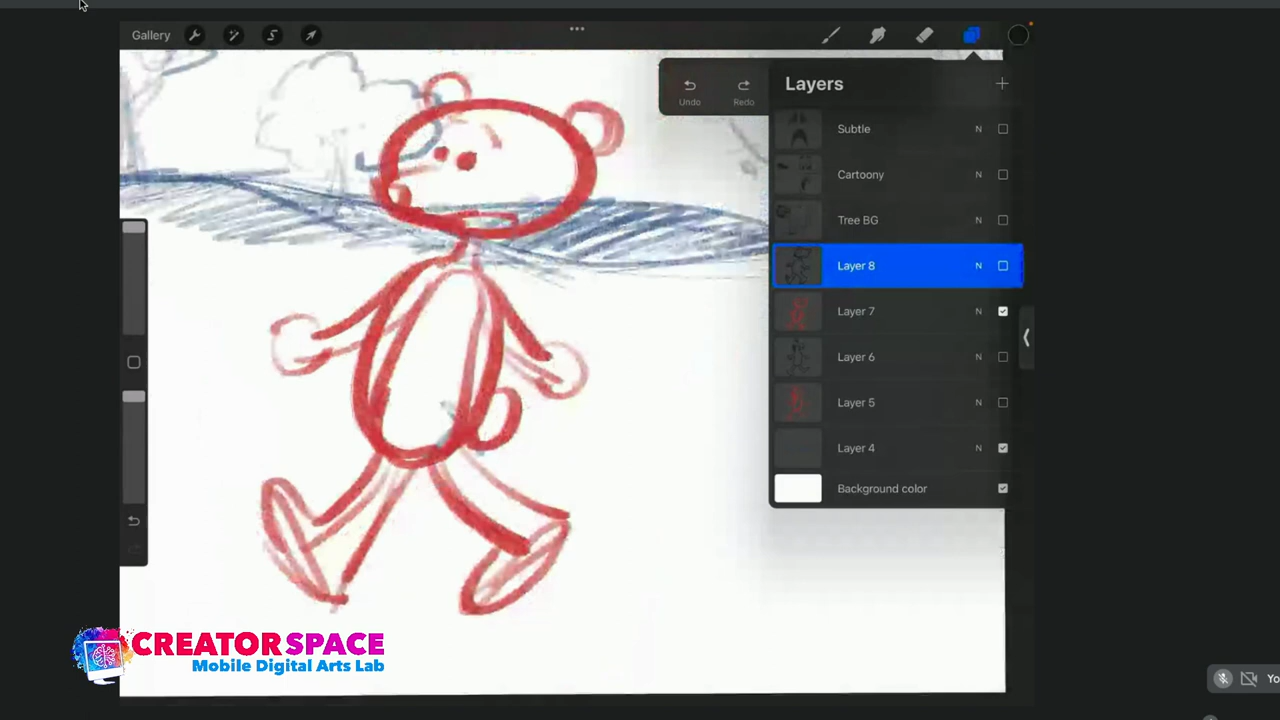 Gallery
Undo
Redo
Layers
Subtle N
Cartoony N
Tree BG N
Layer 8 N
Layer 7 N
Layer 6 N
Layer 5 N
Layer 4 N
Background color
CREATOR SPACE
Mobile Digital Arts Lab
Yo